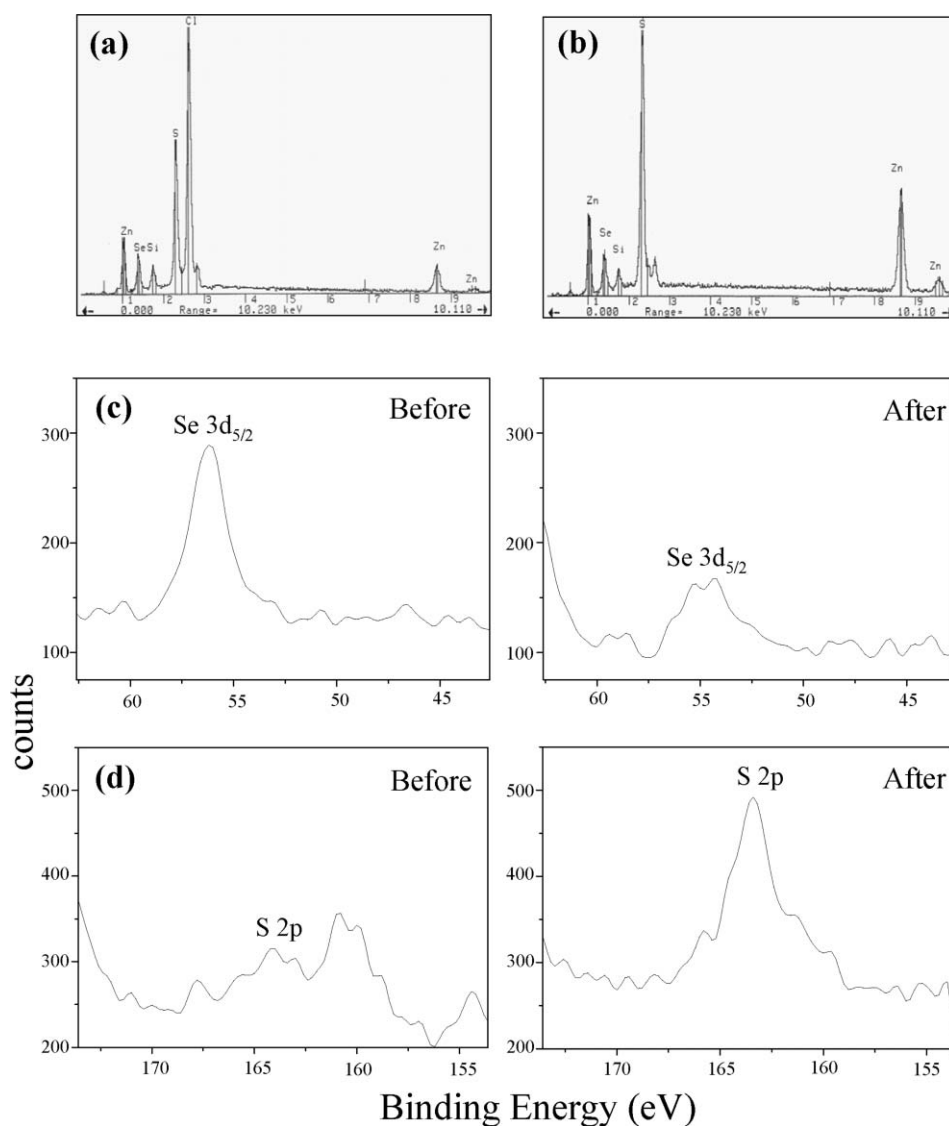 (a)
Cl
S
Zn
Se Si
Zn
Zn
1 2 3 4 5 6 7 8 9
0.000 Range= 10.230 keV 10.110
(b)
S
Zn
Zn
Se
Si
Zn
1 2 3 4 5 6 7 8 9
0.000 Range= 10.230 keV 10.110
(c)
Before
Se 3d5/2
300
200
100
60 55 50 45
After
Se 3d5/2
300
200
100
60 55 50 45
counts
(d)
Before
S 2p
500
400
300
200
170 165 160 155
S 2p
After
500
400
300
200
170 165 160 155
Binding Energy (eV)